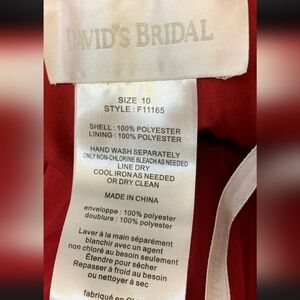 DAVID'S BRIDAL
SIZE 10
STYLE : F11165
SHELL : 100% POLYESTER
LINING : 100% POLYESTER
HAND WASH SEPARATELY
ONLY NON-CHLORINE BLEACH AS NEEDED
LINE DRY
COOL IRON AS NEEDED
OR DRY CLEAN
MADE IN CHINA
enveloppe : 100% polyester
doublure : 100% polyester
Laver à la main séparément
blanchir avec un agent
non chloré au besoin seulement
Étendre pour sécher
Repasser à froid au besoin
ou nettoyer à sec
fabriqué en